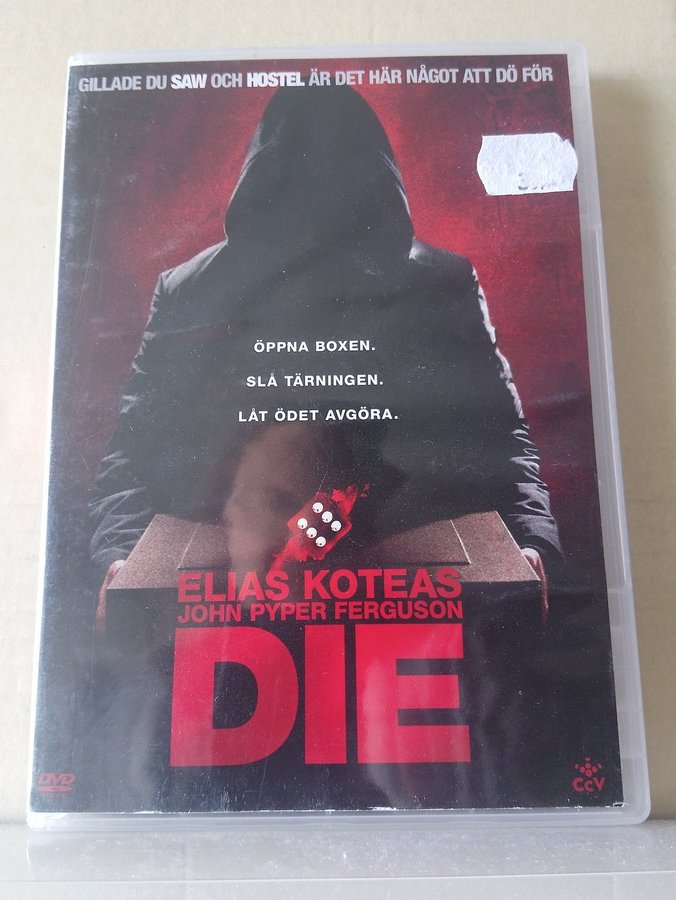 GILLADE DU SAW OCH HOSTEL ÄR DET HÄR NÅGOT ATT DÖ FÖR
ÖPPNA BOXEN.
SLÅ TÄRNINGEN.
LÅT ÖDET AVGÖRA.
ELIAS KOTEAS
JOHN PYPER FERGUSON
DIE
DVD
CCV